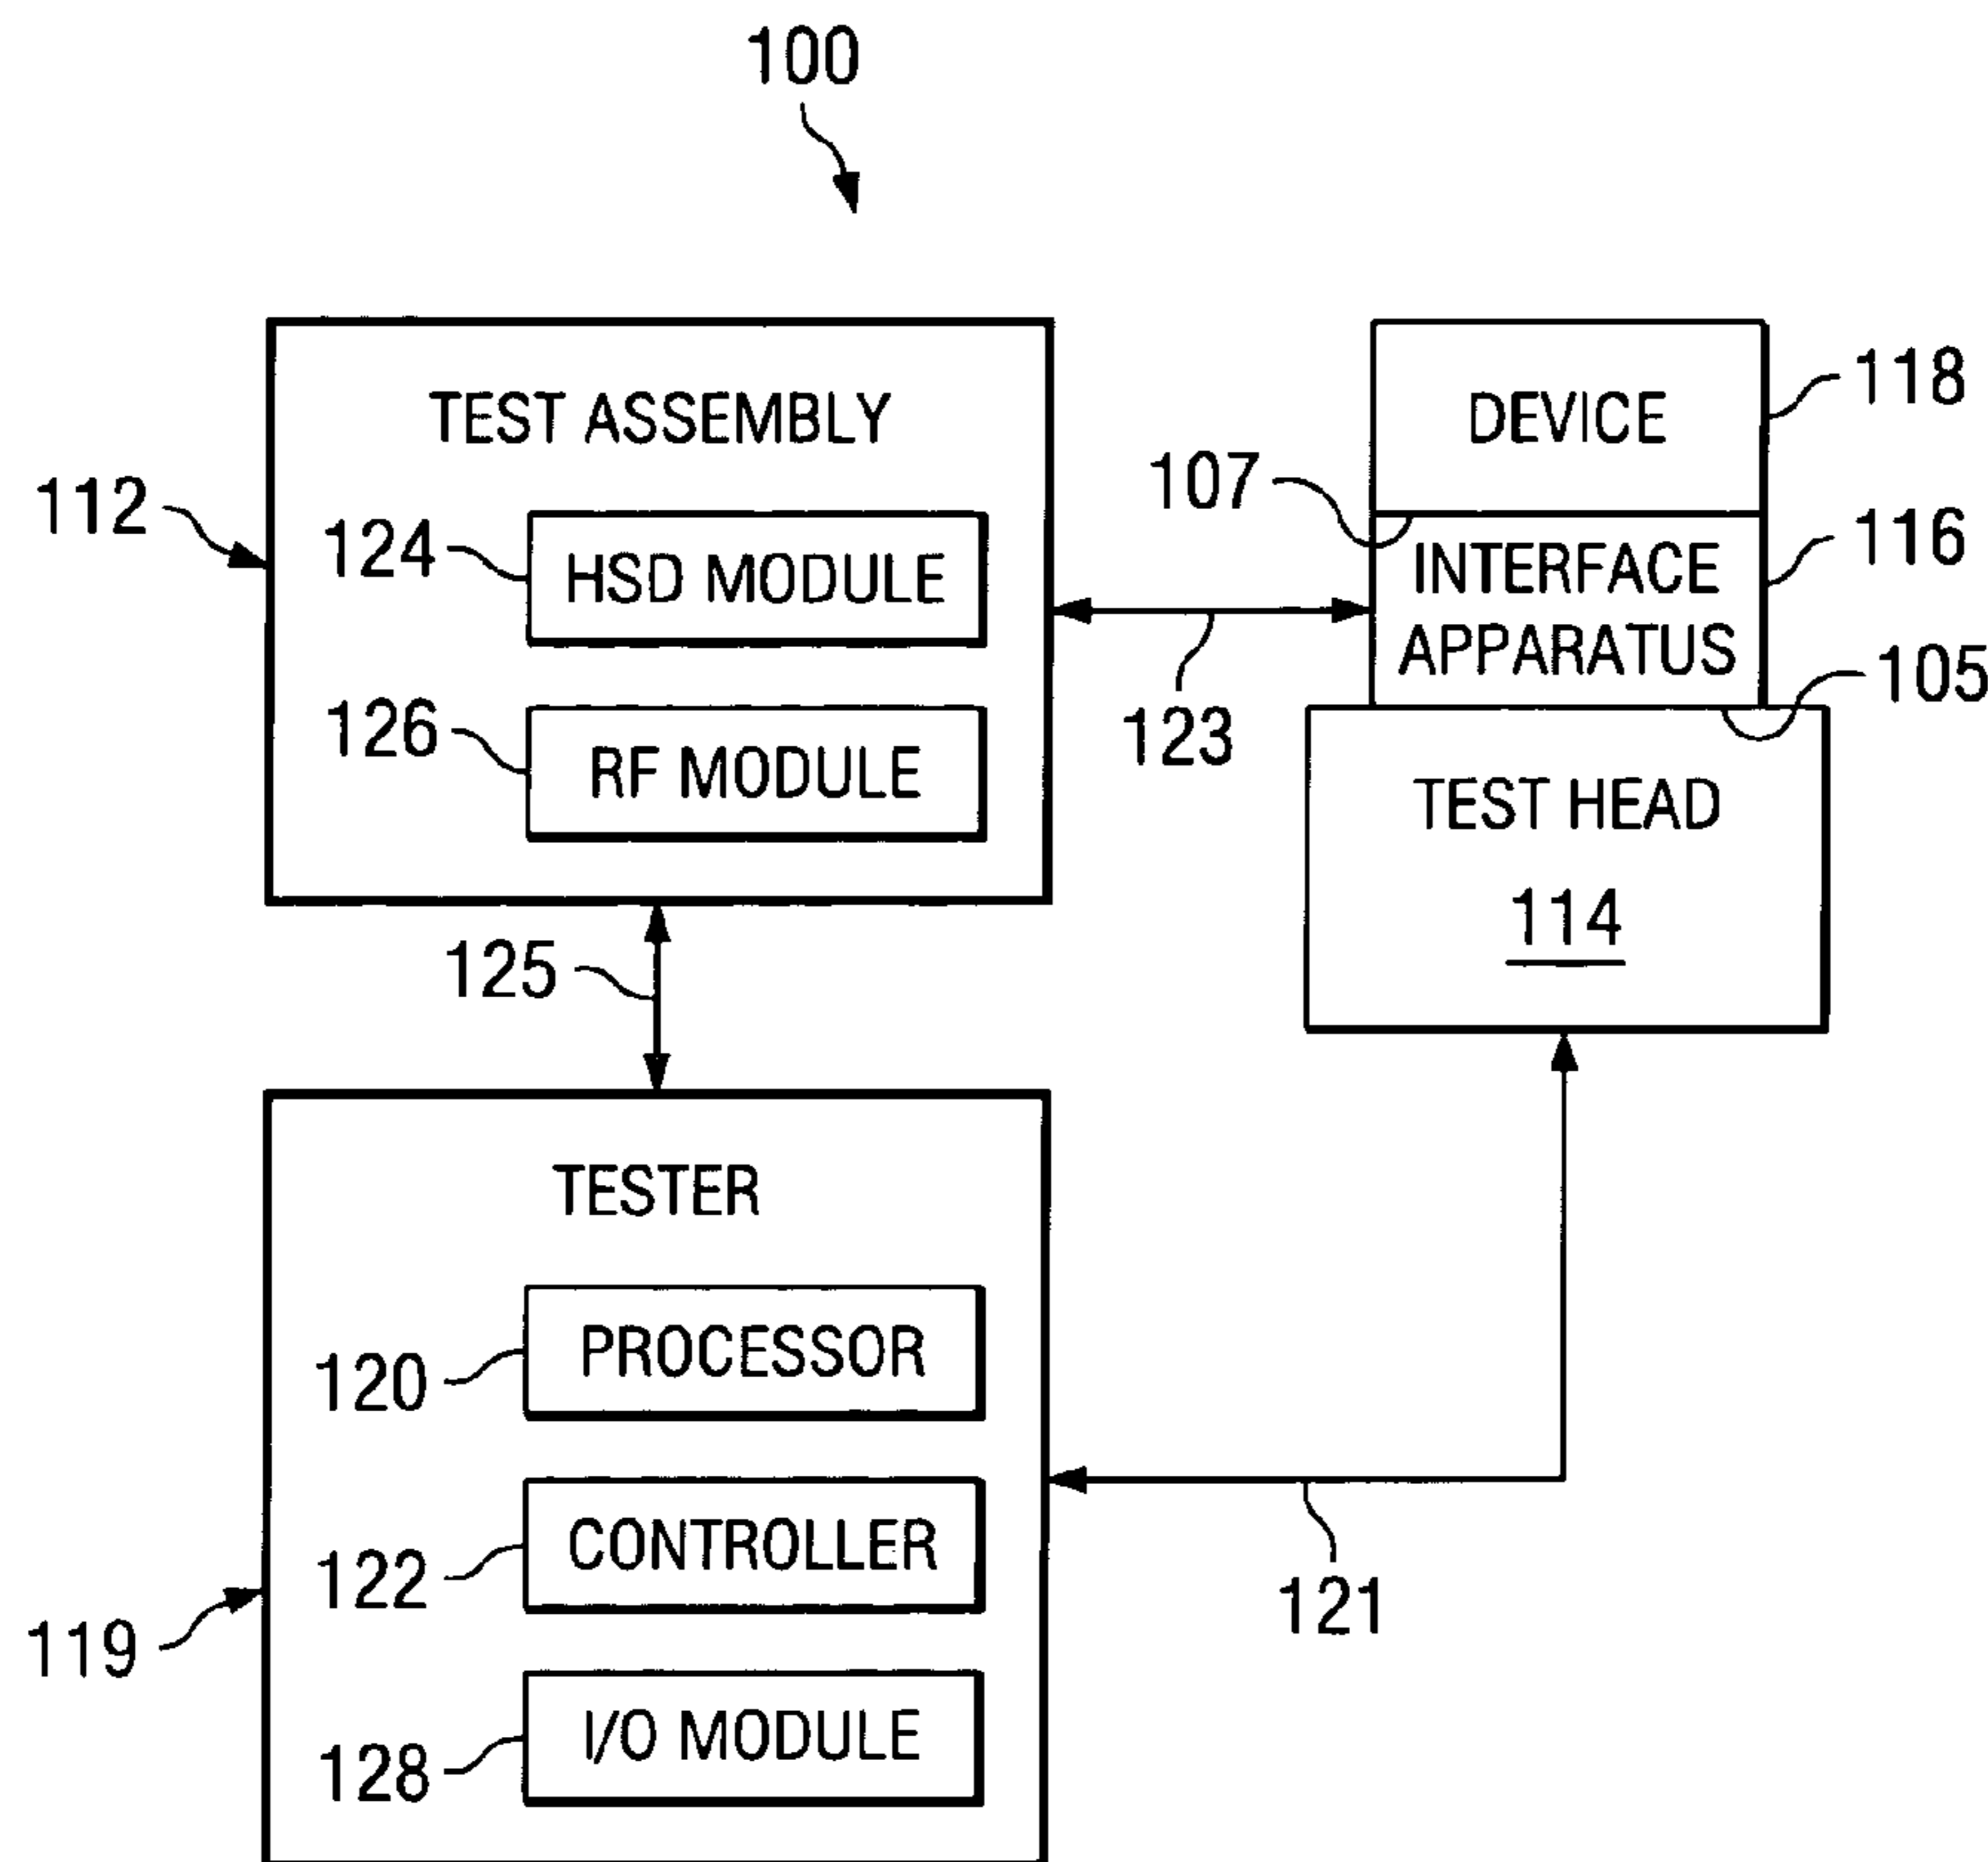 100
TEST ASSEMBLY
112
124
HSD MODULE
126
RF MODULE
DEVICE
118
107
INTERFACE
APPARATUS
116
105
123
TEST HEAD
114
125
TESTER
120
PROCESSOR
122
CONTROLLER
119
128
I/O MODULE
121